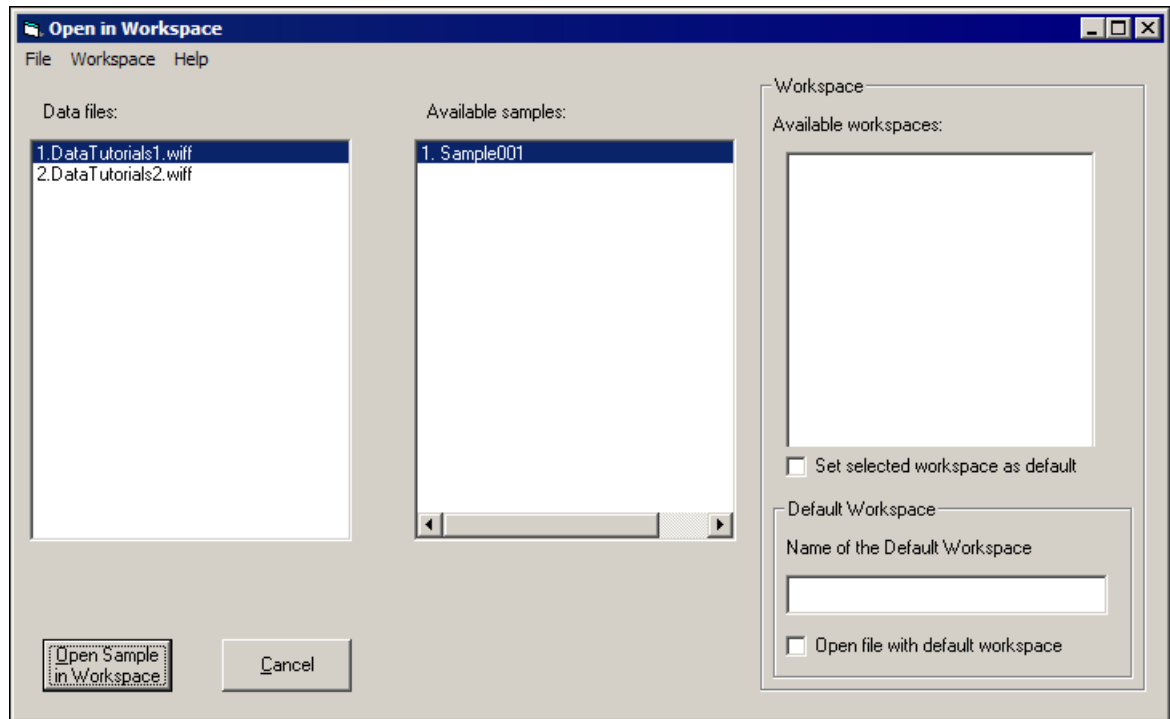 Open in Workspace
File Workspace Help
Data files:
1.DataTutorials1.wiff
2.DataTutorials2.wiff
Available samples:
1. Sample001
Workspace
Available workspaces:
Set selected workspace as default
Default Workspace
Name of the Default Workspace
Open file with default workspace
Open Sample
in Workspace
Cancel